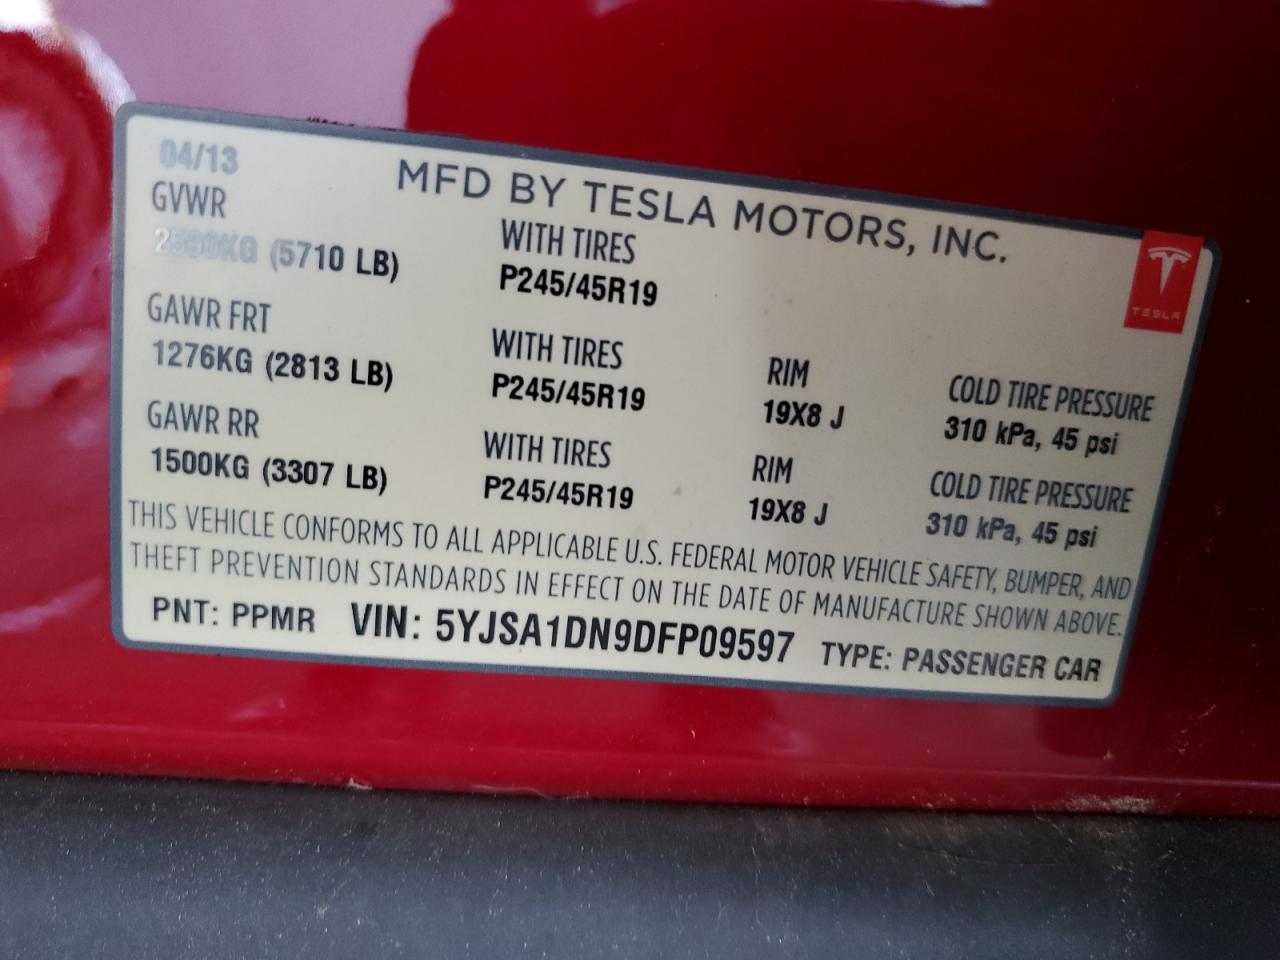 04/13
MFD BY TESLA MOTORS, INC.
GVWR
2590KG (5710 LB)
WITH TIRES
P245/45R19
TESLA
GAWR FRT
1276KG (2813 LB)
WITH TIRES
P245/45R19
RIM
19X8 J
COLD TIRE PRESSURE
310 kPa, 45 psi
GAWR RR
1500KG (3307 LB)
WITH TIRES
P245/45R19
RIM
19X8 J
COLD TIRE PRESSURE
310 kPa, 45 psi
THIS VEHICLE CONFORMS TO ALL APPLICABLE U.S. FEDERAL MOTOR VEHICLE SAFETY, BUMPER, AND
THEFT PREVENTION STANDARDS IN EFFECT ON THE DATE OF MANUFACTURE SHOWN ABOVE.
PNT: PPMR VIN: 5YJSA1DN9DFP09597 TYPE: PASSENGER CAR